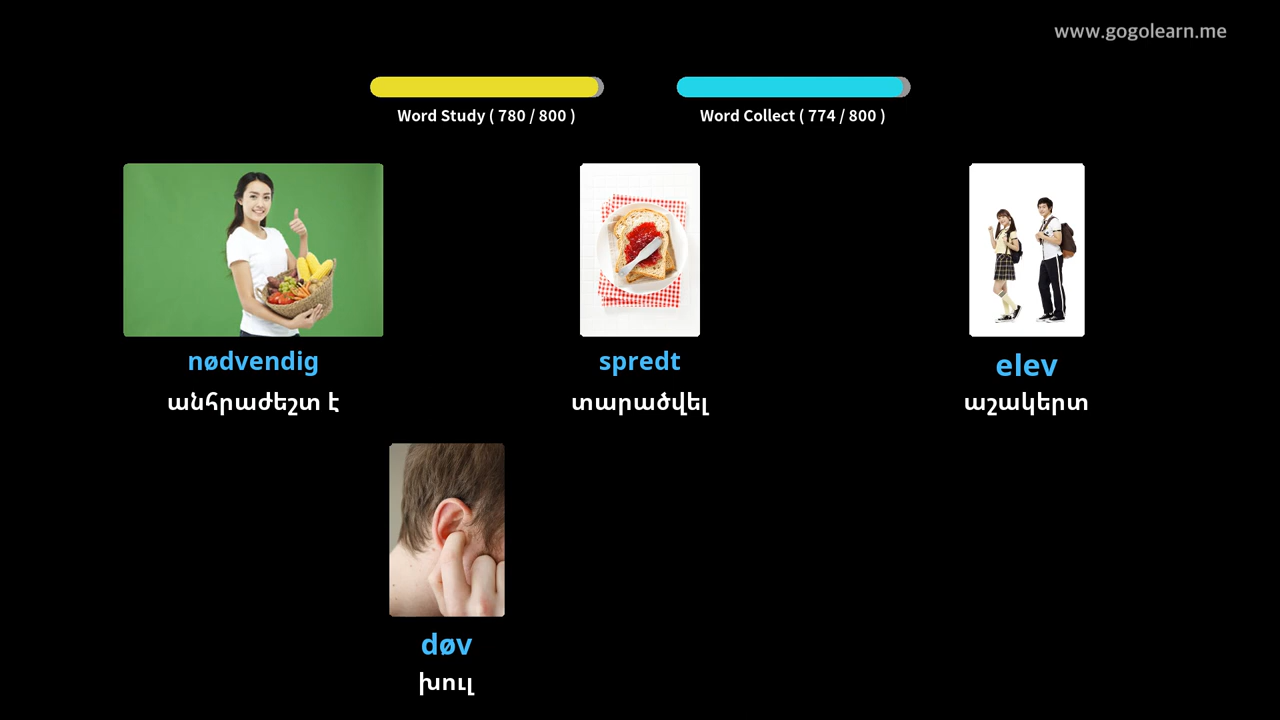 www.gogolearn.me
Word Study ( 780 / 800 )
Word Collect ( 774 / 800 )
nødvendig
անհրաժեշտ է
spredt
տարածվել
elev
աշակերտ
døv
խուլ